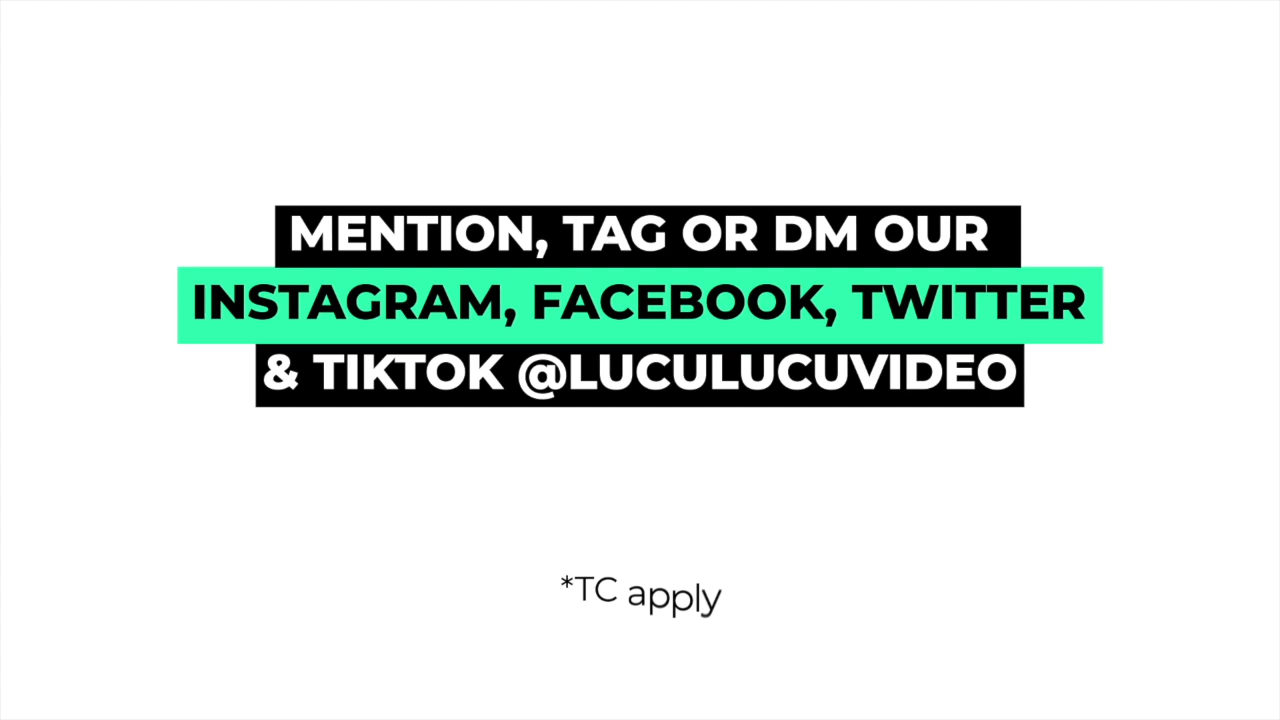 MENTION, TAG OR DM OUR
INSTAGRAM, FACEBOOK, TWITTER
& TIKTOK @LUCULUCUVIDEO
*TC apply